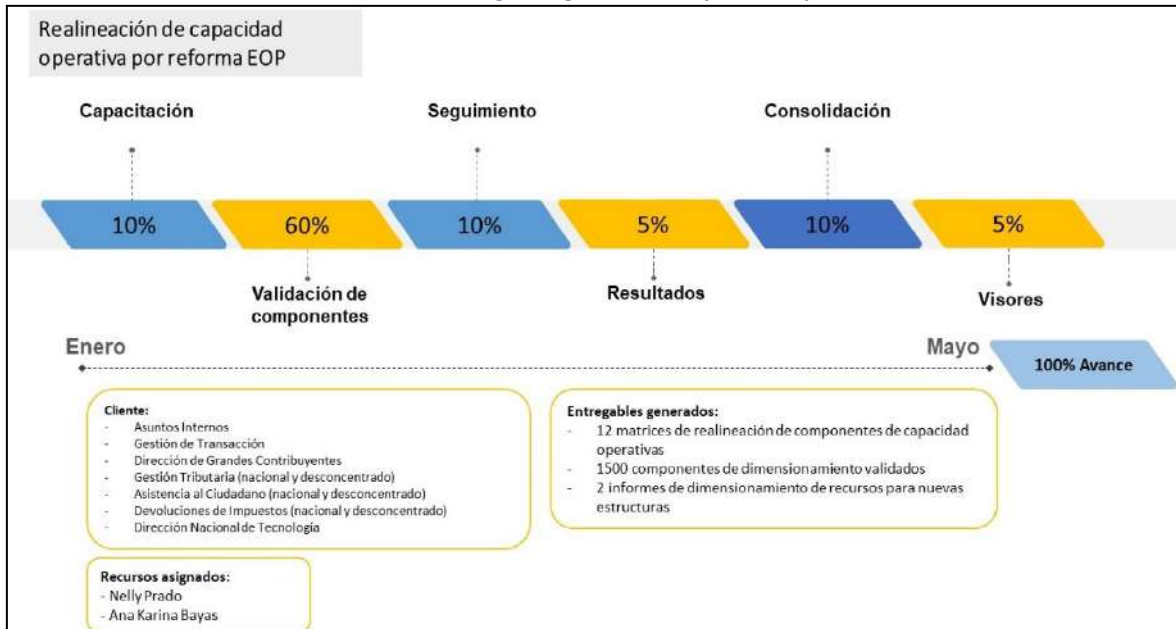 Realineación de capacidad
operativa por reforma EOP
Capacitación
Seguimiento
Consolidación
10%
60%
10%
5%
10%
5%
Validación de
componentes
Resultados
Visores
Enero
Mayo
100% Avance
Cliente:
- Asuntos Internos
- Gestión de Transacción
- Dirección de Grandes Contribuyentes
- Gestión Tributaria (nacional y desconcentrado)
- Asistencia al Ciudadano (nacional y desconcentrado)
- Devoluciones de Impuestos (nacional y desconcentrado)
- Dirección Nacional de Tecnología
Entregables generados:
- 12 matrices de realineación de componentes de capacidad
operativas
- 1500 componentes de dimensionamiento validados
- 2 informes de dimensionamiento de recursos para nuevas
estructuras
Recursos asignados:
- Nelly Prado
- Ana Karina Bayas